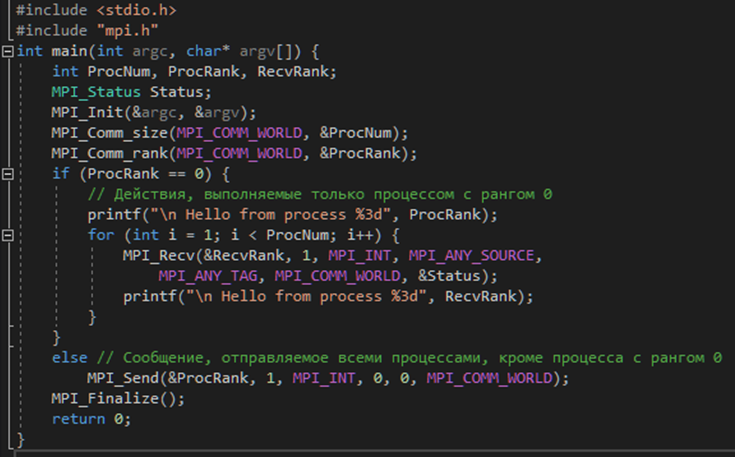 #include <stdio.h>
#include "mpi.h"
int main(int argc, char* argv[]) {
    int ProcNum, ProcRank, RecvRank;
    MPI_Status Status;
    MPI_Init(&argc, &argv);
    MPI_Comm_size(MPI_COMM_WORLD, &ProcNum);
    MPI_Comm_rank(MPI_COMM_WORLD, &ProcRank);
    if (ProcRank == 0) {
        // Действия, выполняемые только процессом с рангом 0
        printf("\n Hello from process %3d", ProcRank);
        for (int i = 1; i < ProcNum; i++) {
            MPI_Recv(&RecvRank, 1, MPI_INT, MPI_ANY_SOURCE,
                MPI_ANY_TAG, MPI_COMM_WORLD, &Status);
            printf("\n Hello from process %3d", RecvRank);
        }
    }
    else // Сообщение, отправляемое всеми процессами, кроме процесса с рангом 0
        MPI_Send(&ProcRank, 1, MPI_INT, 0, 0, MPI_COMM_WORLD);
    MPI_Finalize();
    return 0;
}